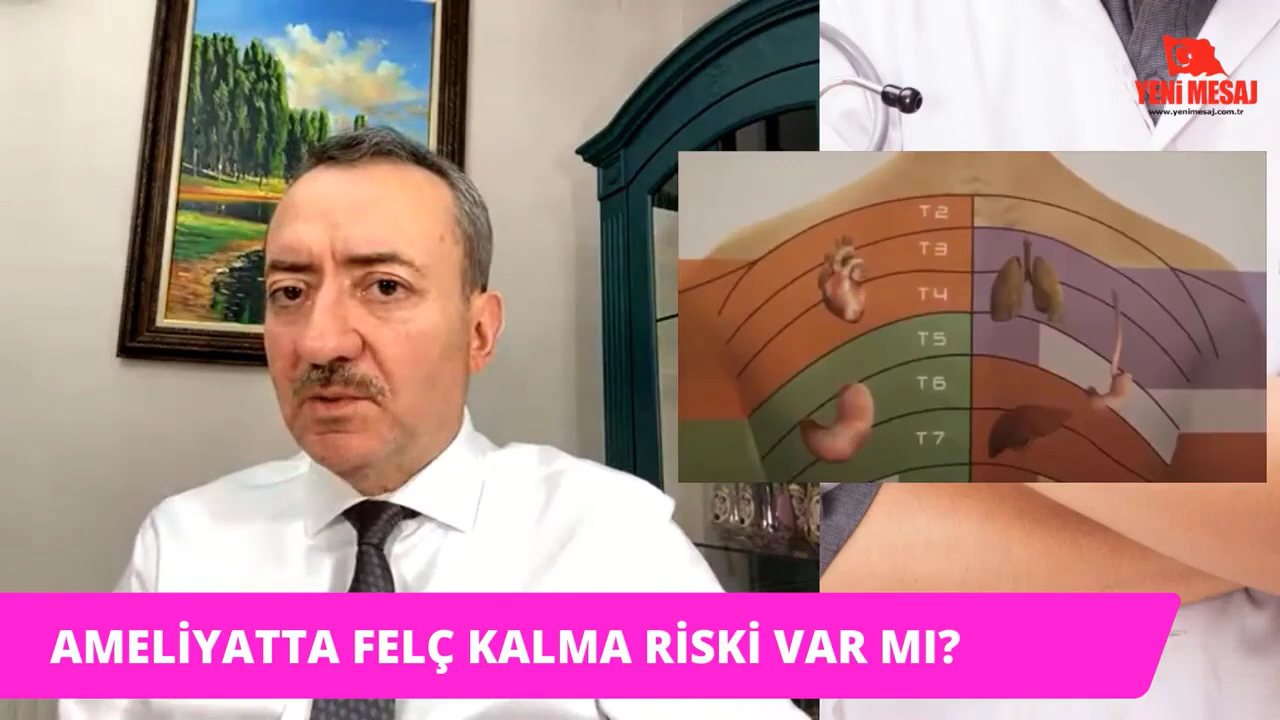 YENİ MESAJ
www.yenimesaj.com.tr
T2
T3
T4
T5
T6
T7
AMELİYATTA FELÇ KALMA RİSKİ VAR MI?